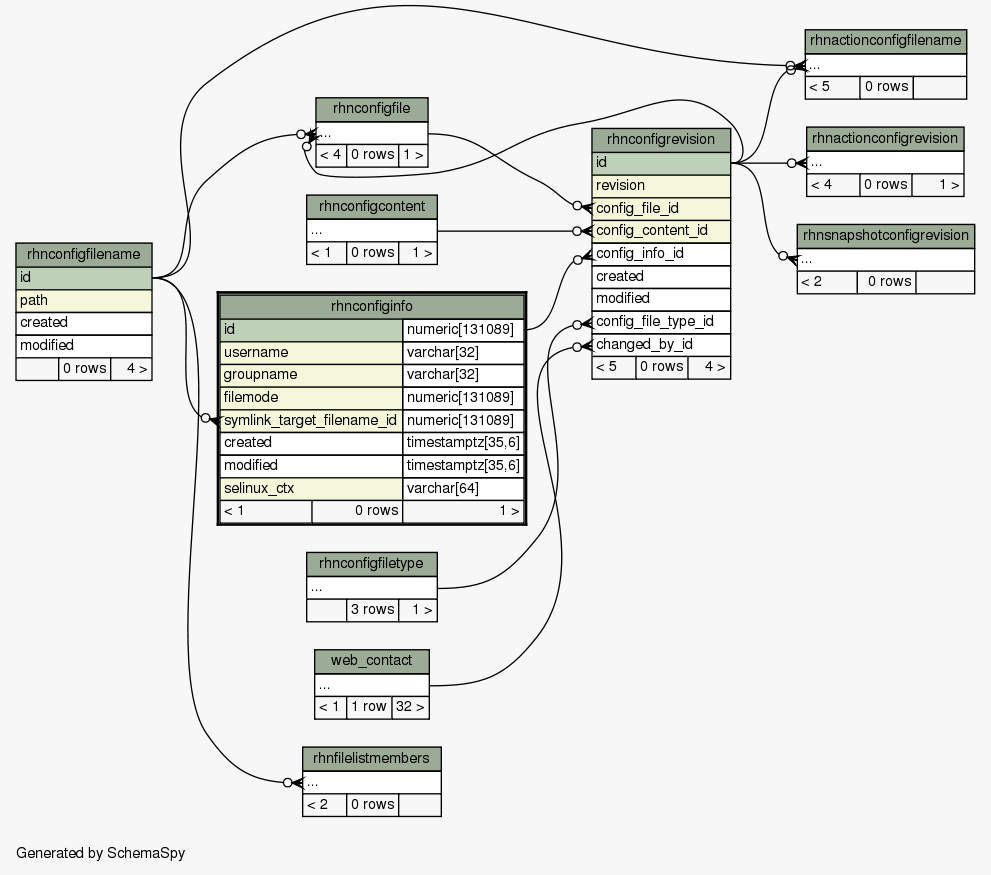 rhnactionconfigfilename
...
< 5 0 rows
rhnconfigfile
...
< 4 0 rows 1 >
rhnconfigrevision
id
revision
config_file_id
config_content_id
config_info_id
created
modified
config_file_type_id
changed_by_id
< 5 0 rows 4 >
rhnactionconfigrevision
...
< 4 0 rows 1 >
rhnconfigcontent
...
< 1 0 rows 1 >
rhnsnapshotconfigrevision
...
< 2 0 rows
rhnconfigfilename
id
path
created
modified
0 rows 4 >
rhnconfiginfo
id numeric[131089]
username varchar[32]
groupname varchar[32]
filemode numeric[131089]
symlink_target_filename_id numeric[131089]
created timestamptz[35,6]
modified timestamptz[35,6]
selinux_ctx varchar[64]
< 1 0 rows 1 >
rhnconfigfiletype
...
3 rows 1 >
web_contact
...
< 1 1 row 32 >
rhnfilelistmembers
...
< 2 0 rows
Generated by SchemaSpy